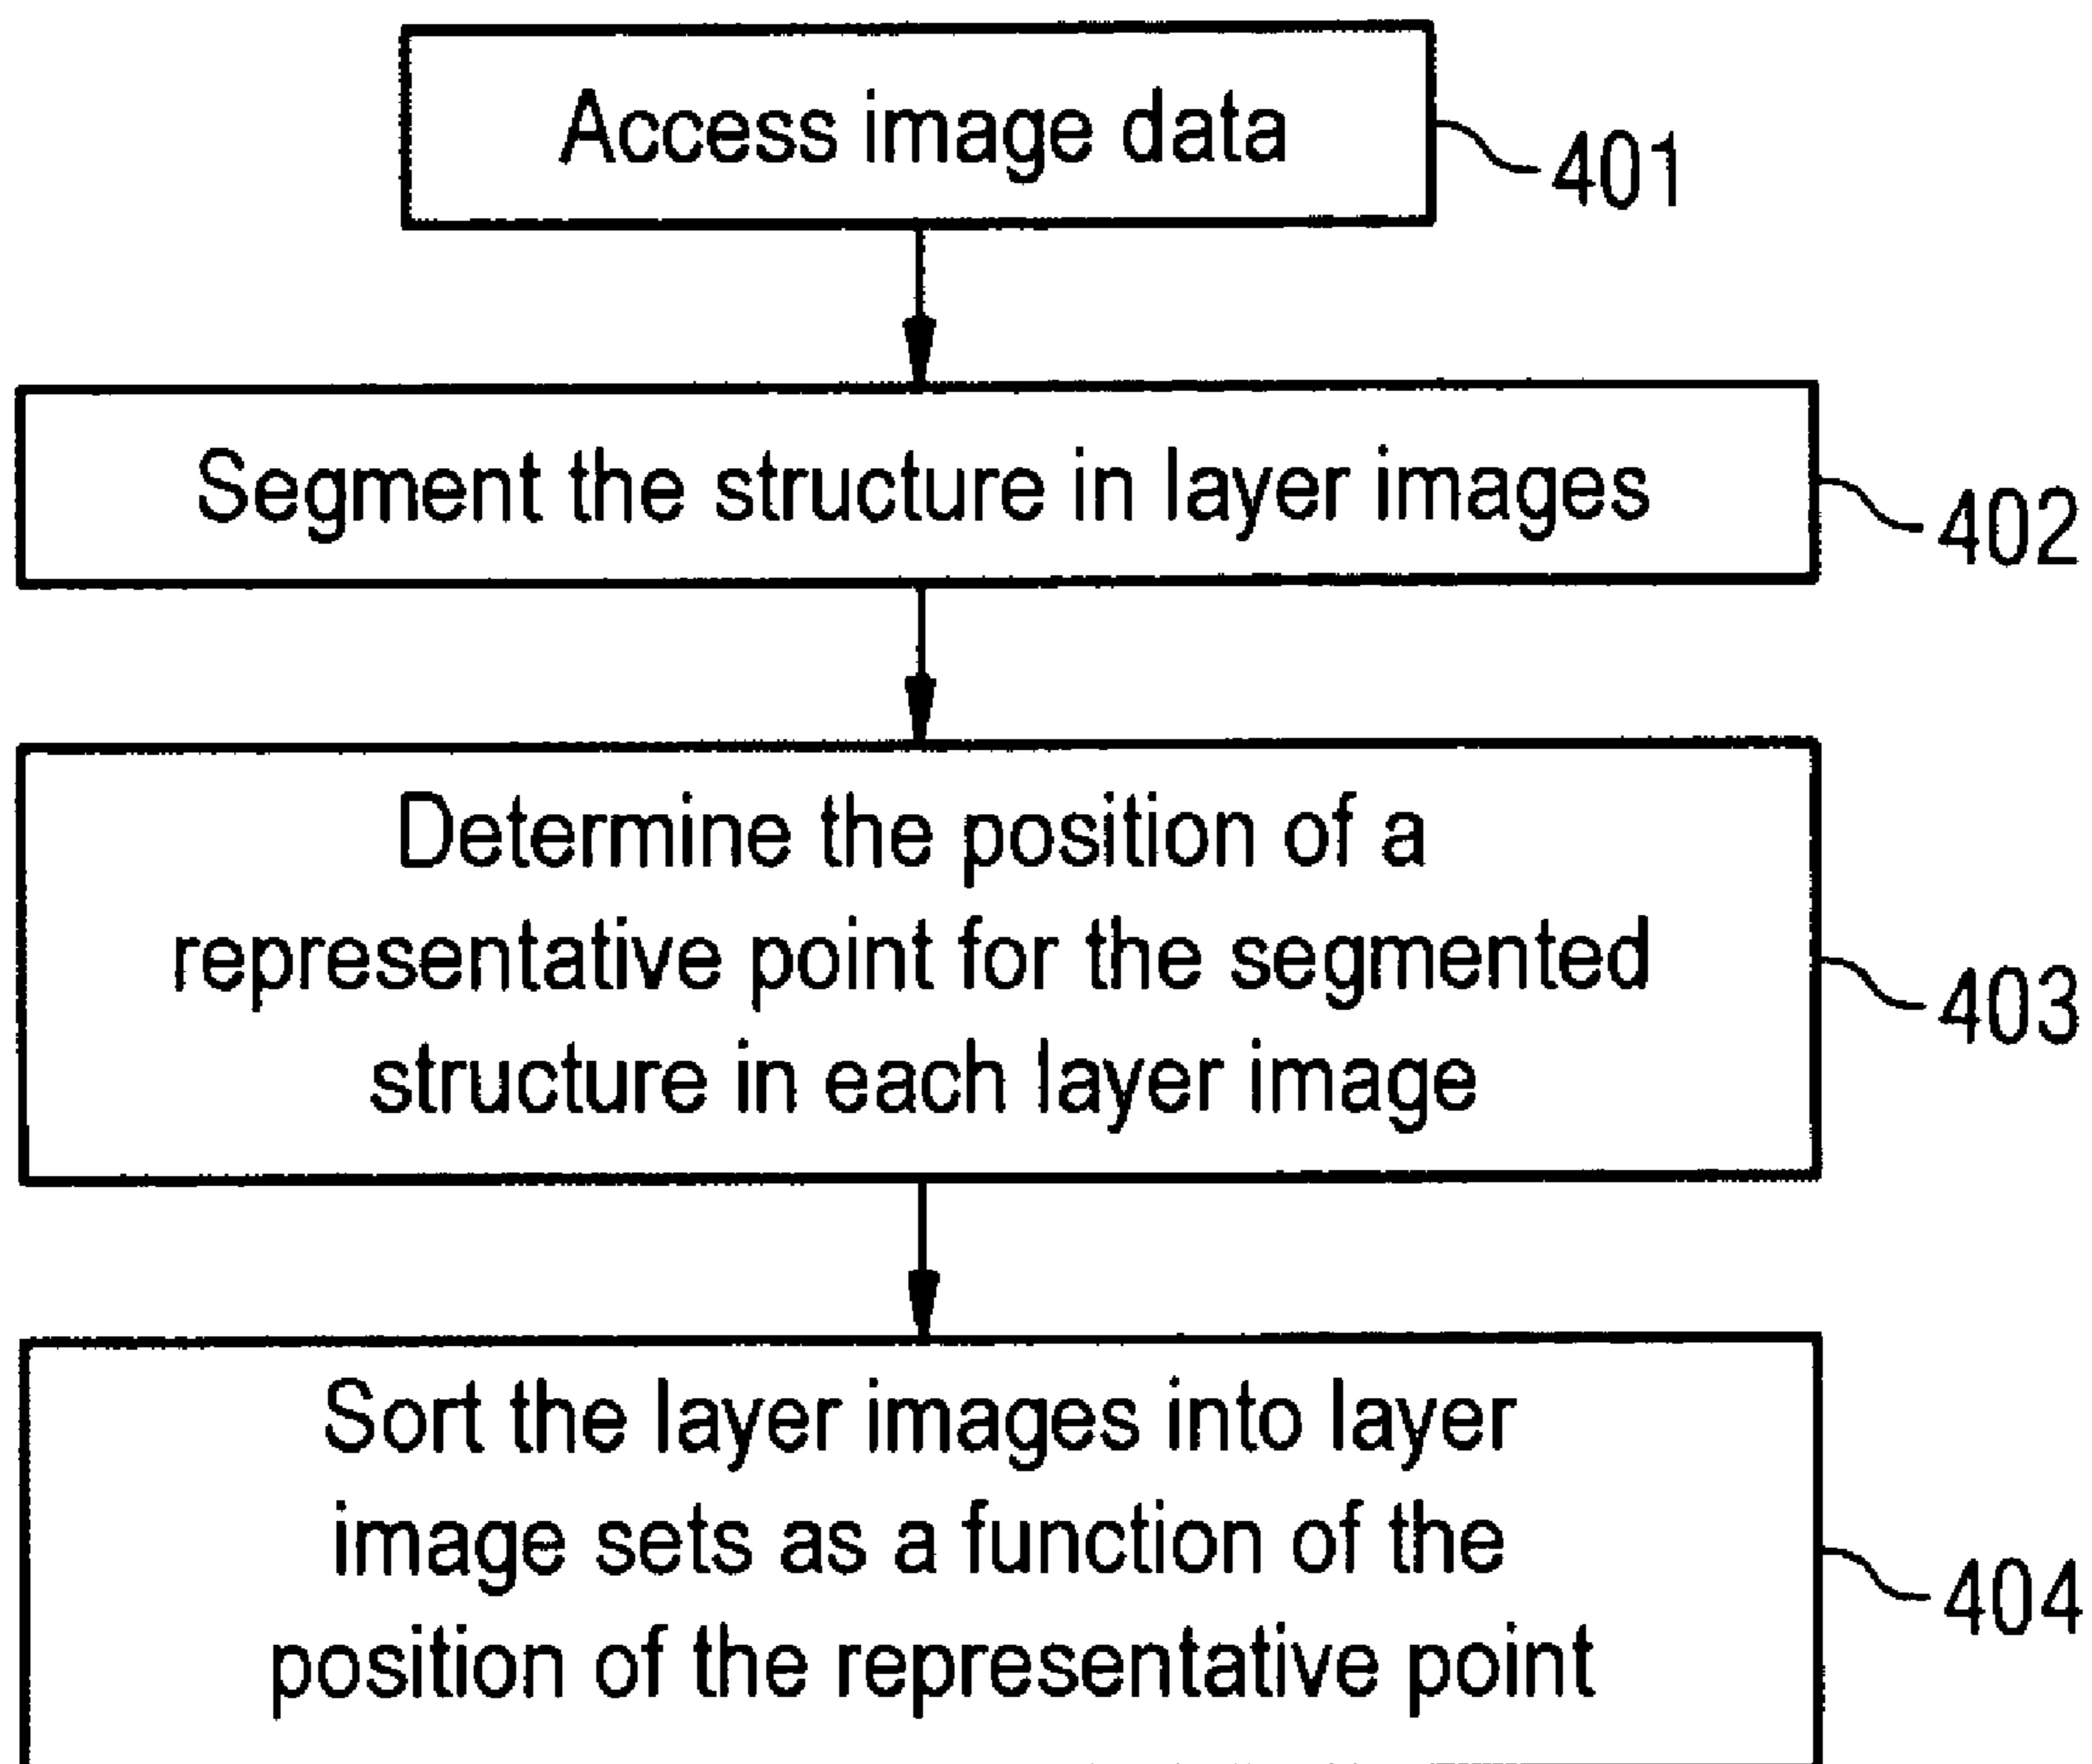 Access image data
401
Segment the structure in layer images
402
Determine the position of a
representative point for the segmented
structure in each layer image
403
Sort the layer images into layer
image sets as a function of the
position of the representative point
404